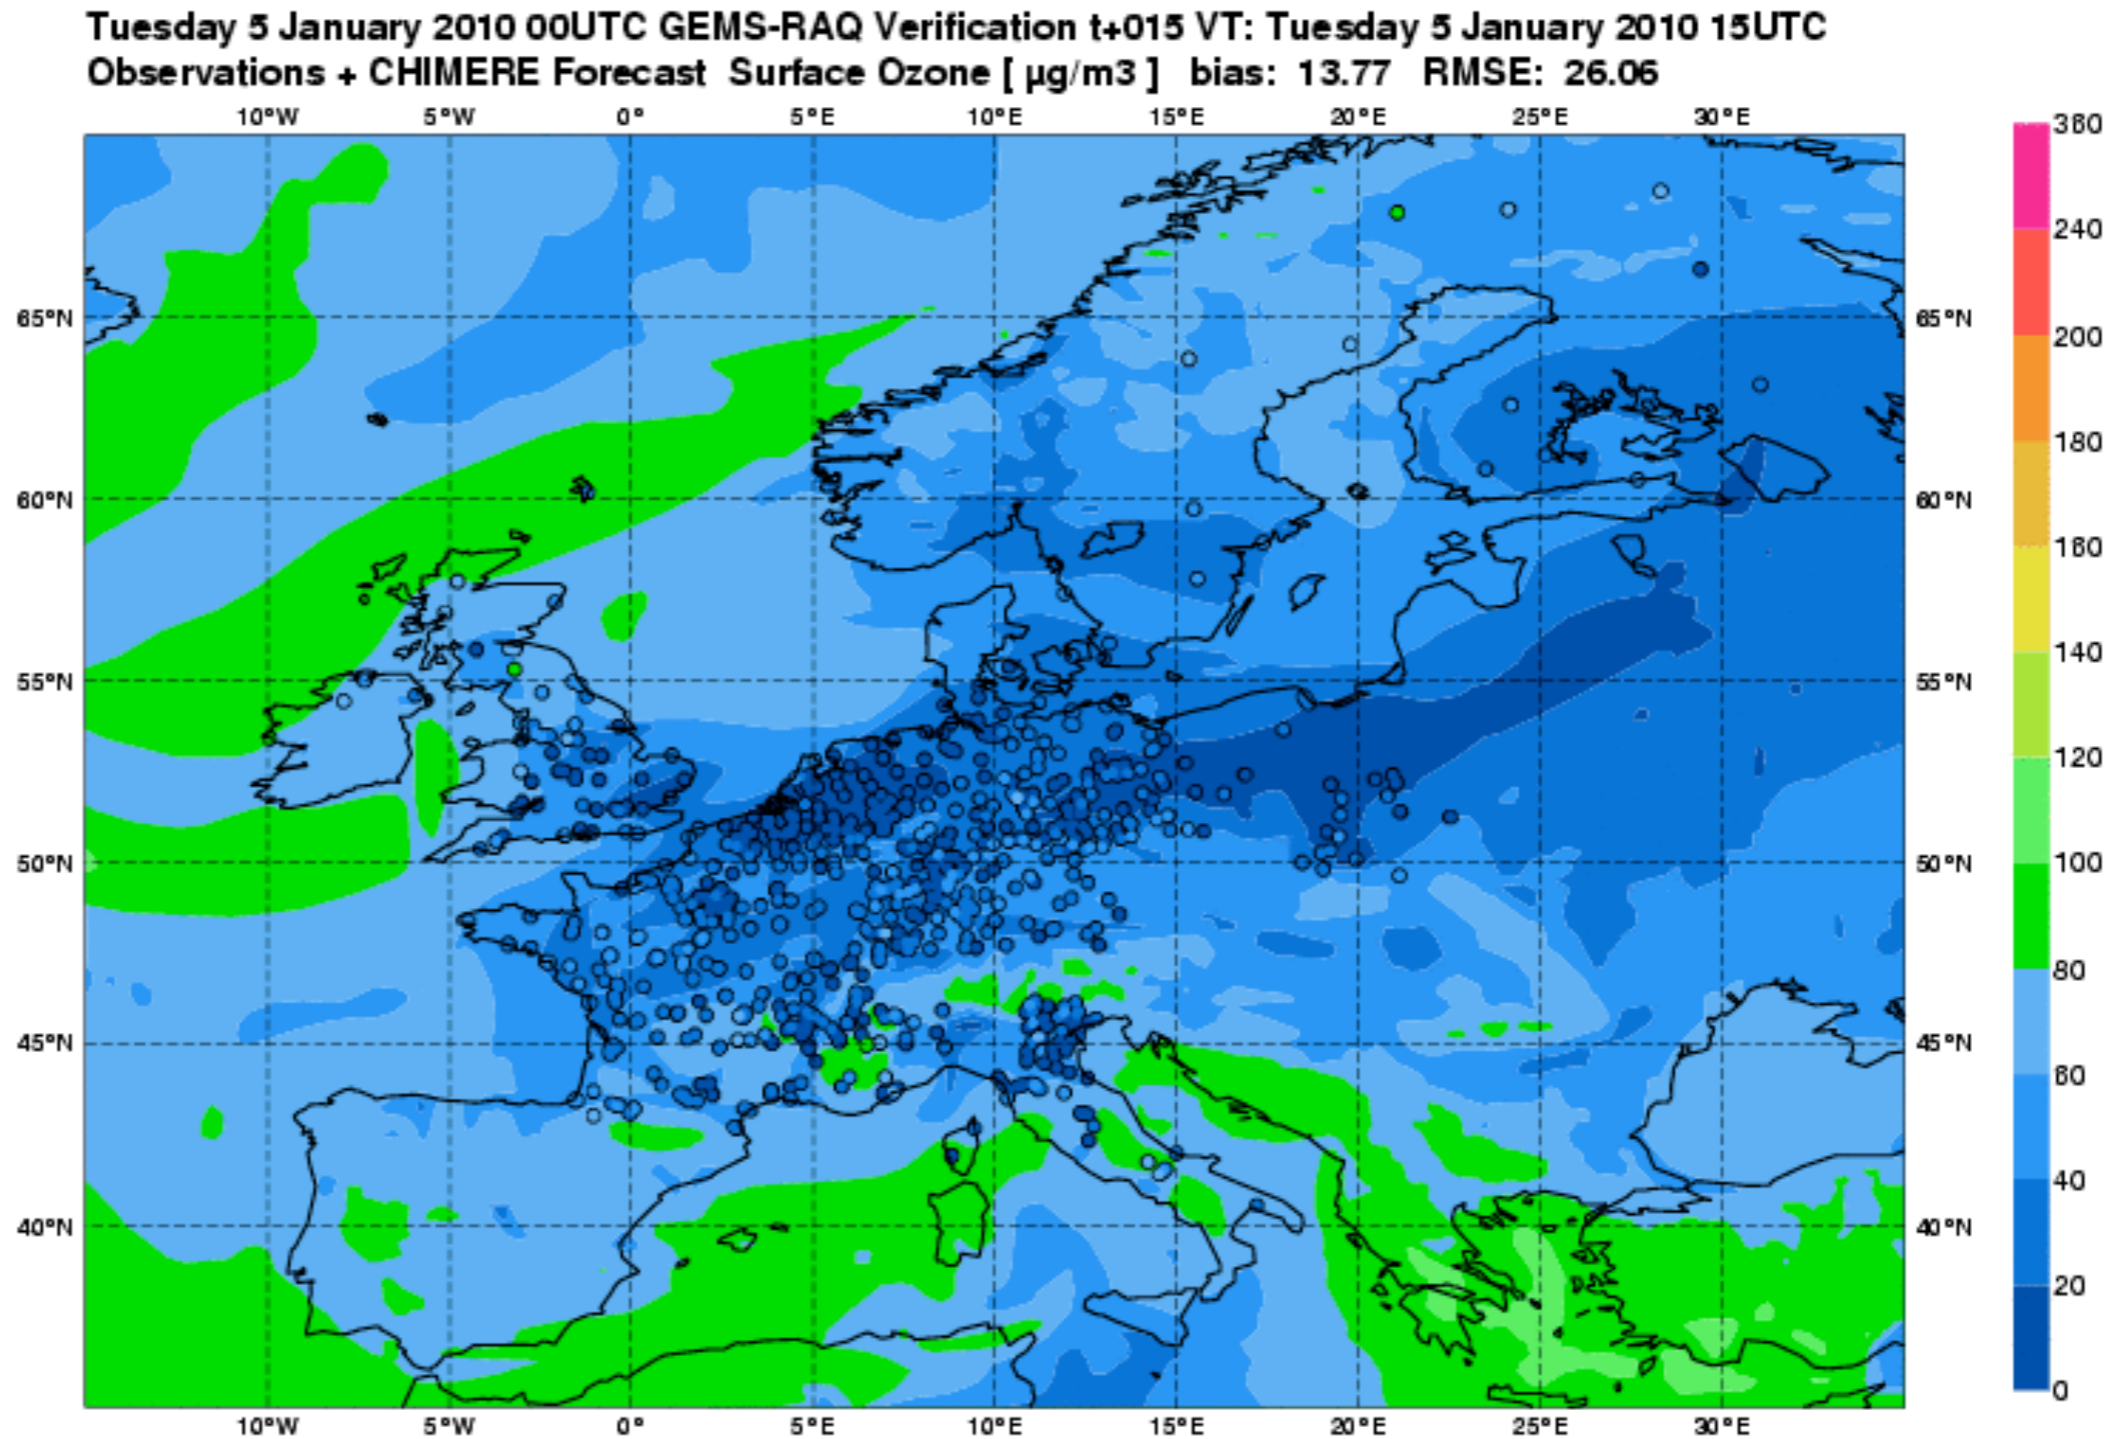 Tuesday 5 January 2010 00UTC GEMS-RAQ Verification t+015 VT: Tuesday 5 January 2010 15UTC
Observations + CHIMERE Forecast  Surface Ozone [ µg/m3 ]   bias:  13.77   RMSE:  26.06
10°W 5°W 0° 5°E 10°E 15°E 20°E 25°E 30°E
360
240
65°N 65°N
200
180
60°N 60°N
160
140
55°N 55°N
120
50°N 50°N
100
80
45°N 45°N
60
40
40°N 40°N
20
0
10°W 5°W 0° 5°E 10°E 15°E 20°E 25°E 30°E